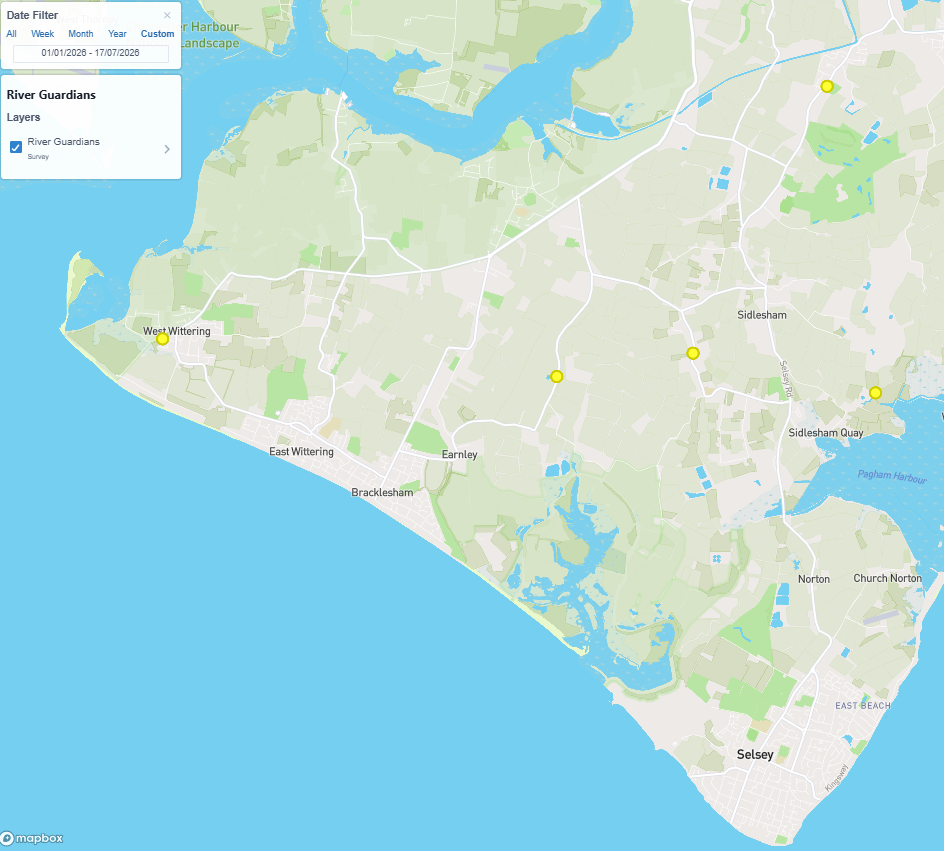 Date Filter ×
All Week Month Year Custom
01/01/2026 - 17/07/2026
River Guardians
Layers
River Guardians
Survey
r Harbour
Landscape
West Wittering
Sidlesham
Selsey Rd
Sidlesham Quay
East Wittering
Earnley
Pagham Harbour
Bracklesham
Norton
Church Norton
EAST BEACH
Selsey
Kingsway
mapbox